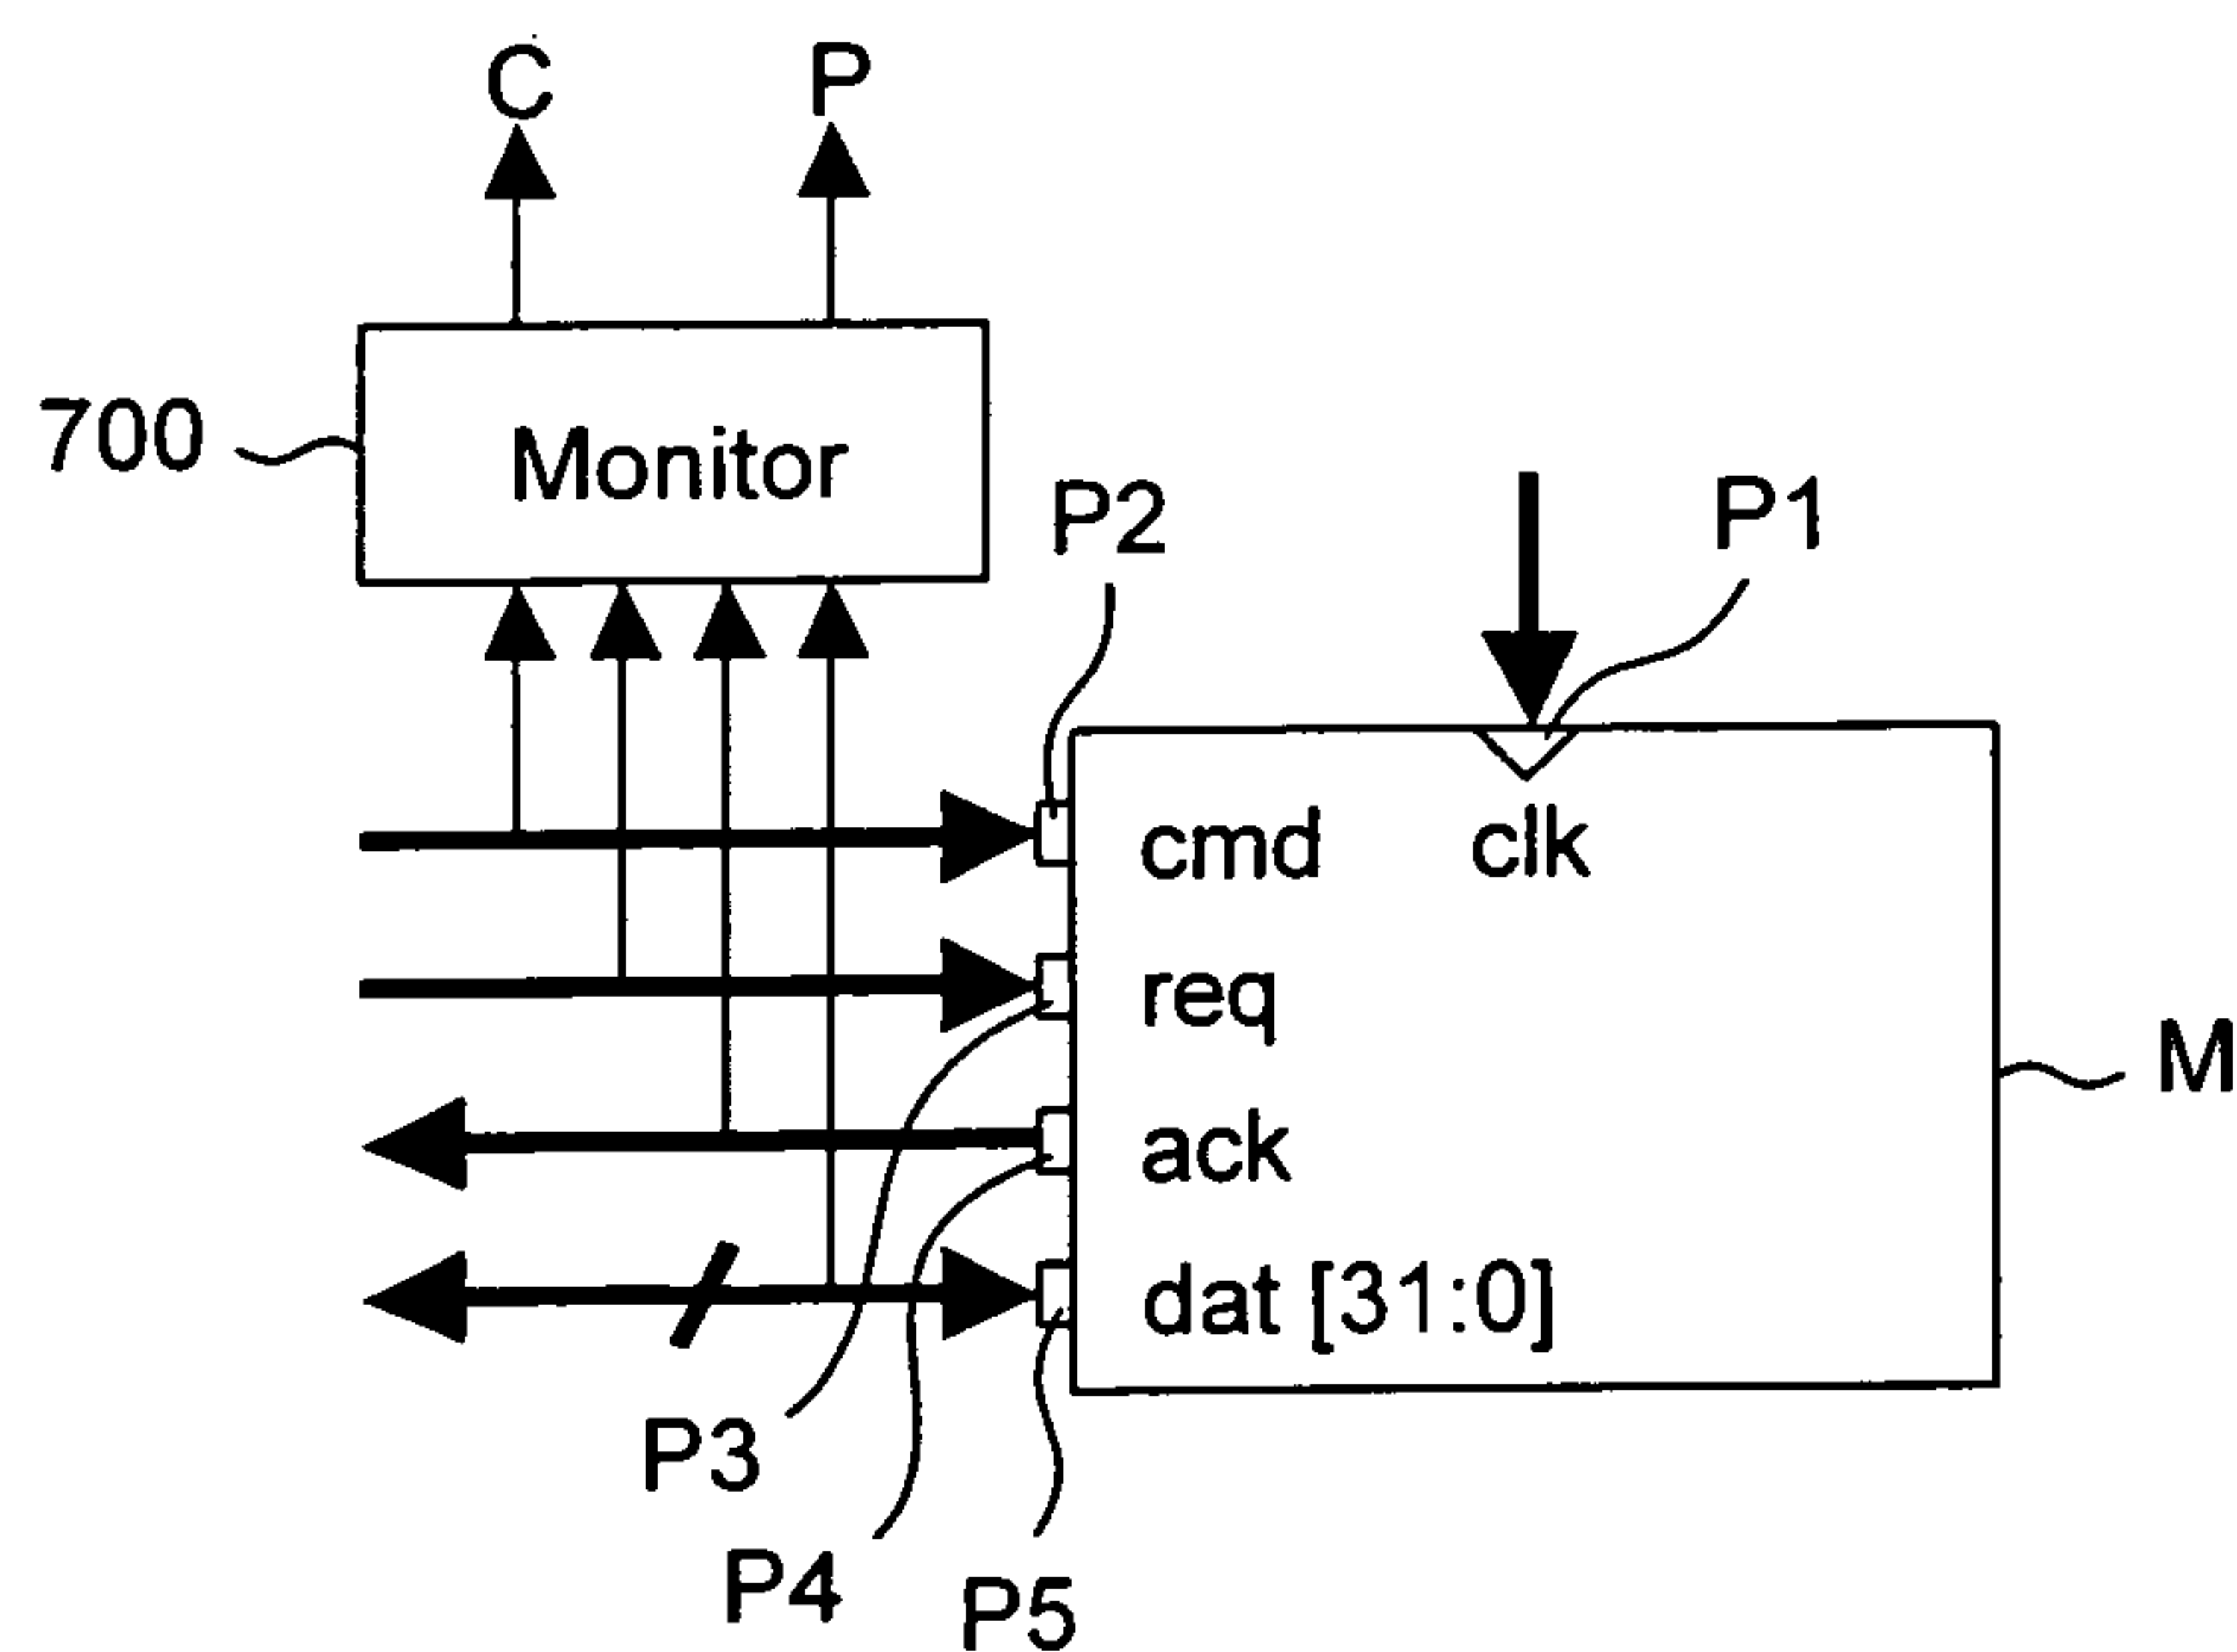 C P
700 Monitor
P2 P1
cmd clk
req
M
ack
dat [31:0]
P3
P4
P5